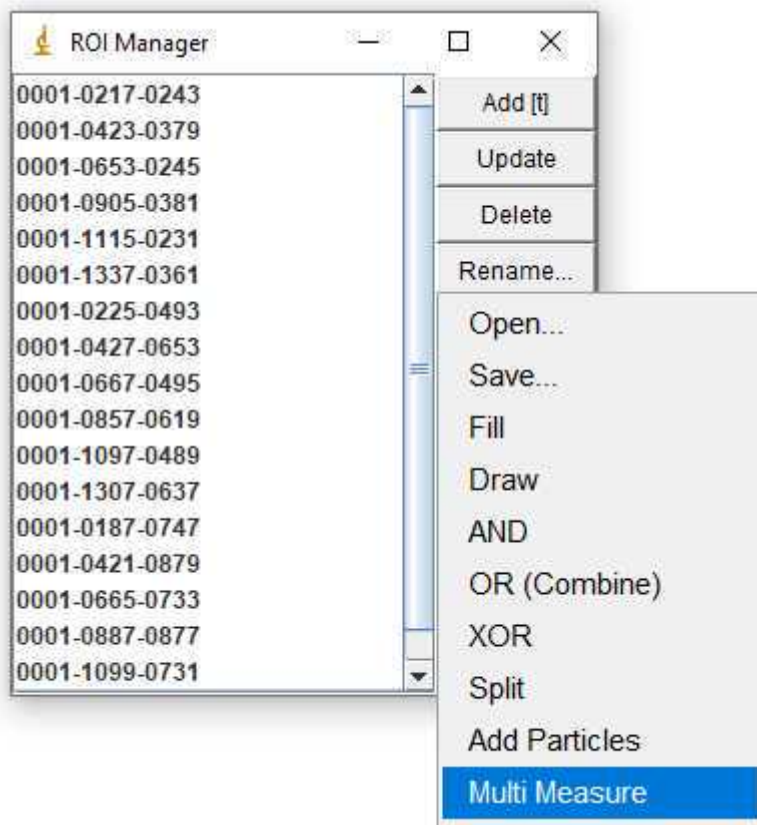 ROI Manager
0001-0217-0243
0001-0423-0379
0001-0653-0245
0001-0905-0381
0001-1115-0231
0001-1337-0361
0001-0225-0493
0001-0427-0653
0001-0667-0495
0001-0857-0619
0001-1097-0489
0001-1307-0637
0001-0187-0747
0001-0421-0879
0001-0665-0733
0001-0887-0877
0001-1099-0731
Add [t]
Update
Delete
Rename...
Open...
Save...
Fill
Draw
AND
OR (Combine)
XOR
Split
Add Particles
Multi Measure